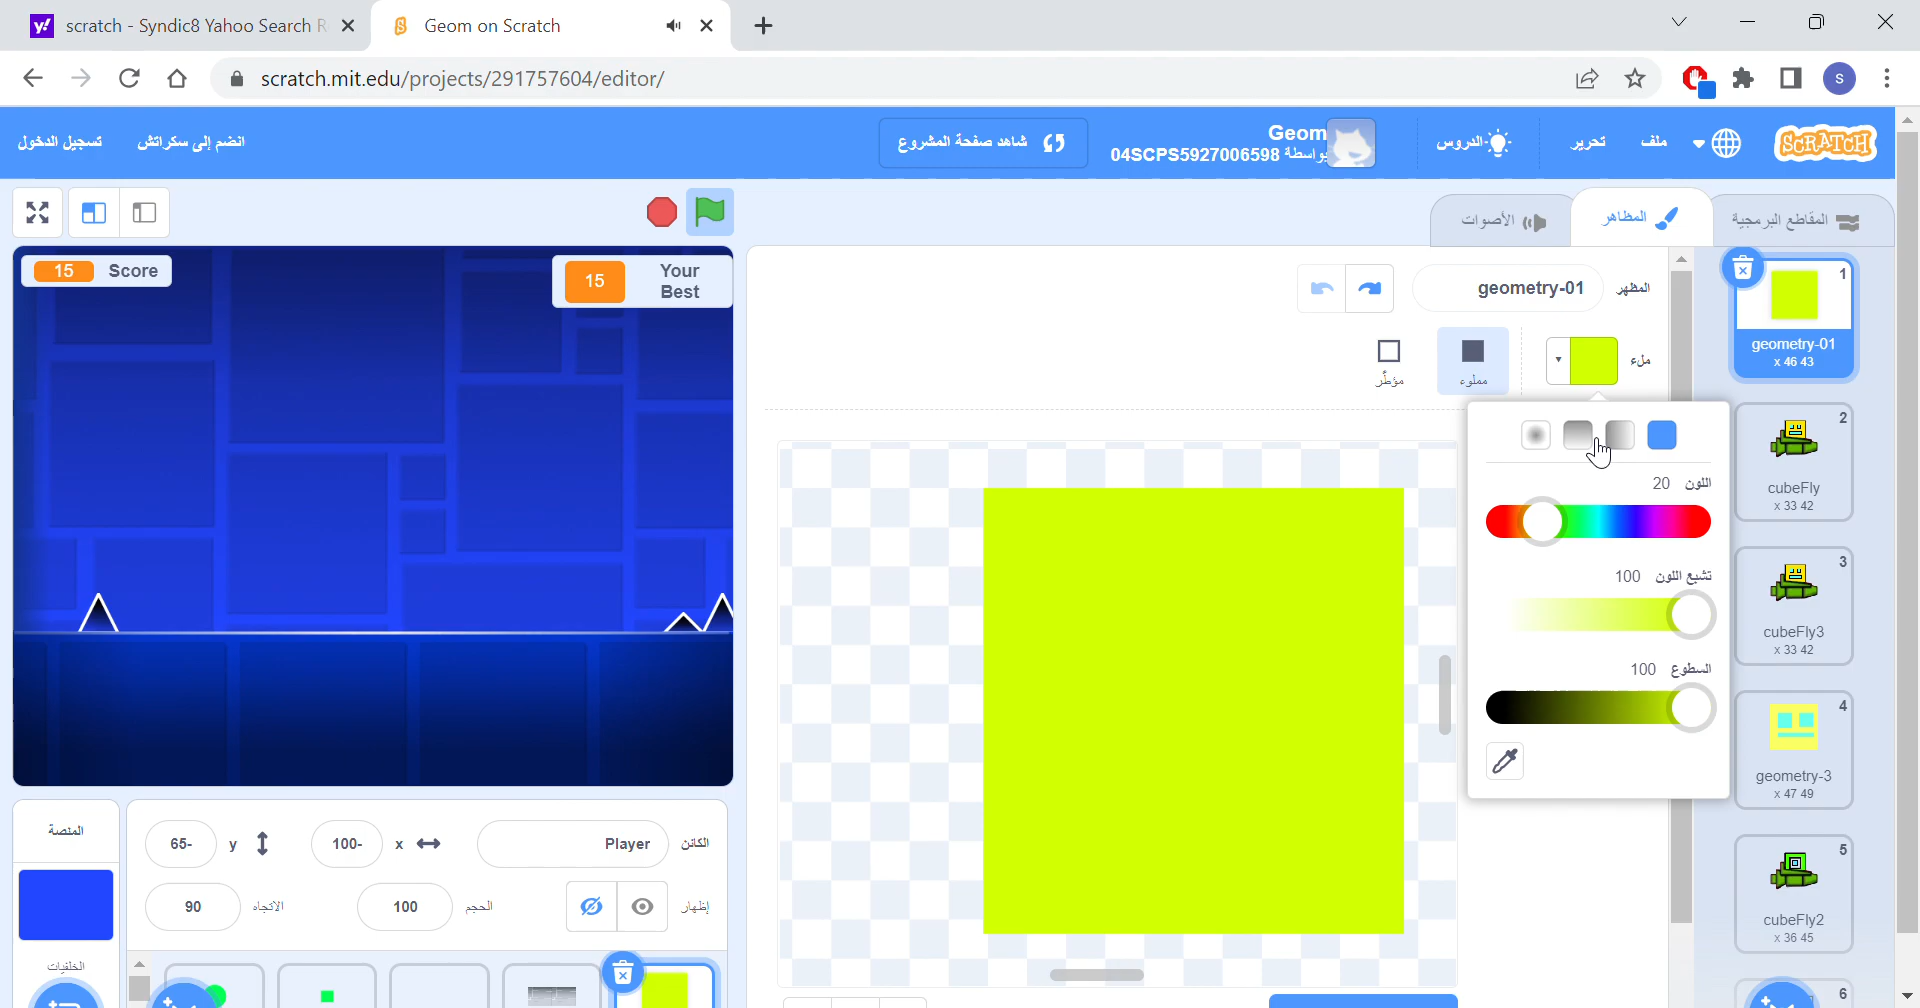 scratch - Syndic8 Yahoo Search R
Geom on Scratch
scratch.mit.edu/projects/291757604/editor/
S
SCRATCH
ملف
تحرير
الدروس
Geom
بواسطة 04SCPS5927006598
شاهد صفحة المشروع
انضم إلى سكراتش
تسجيل الدخول
المقاطع البرمجية
المظاهر
الأصوات
15 Score
15 Your
Best
المظهر
geometry-01
ملء
مملوء
مؤطَّر
اللون 20
تشبع اللون 100
السطوع 100
1
geometry-01
46 x 43
2
cubeFly
33 x 42
3
cubeFly3
33 x 42
4
geometry-3
47 x 49
5
cubeFly2
36 x 45
6
الكائن
Player
x
-100
y
-65
إظهار
الحجم
100
الاتجاه
90
المنصة
الخلفيات